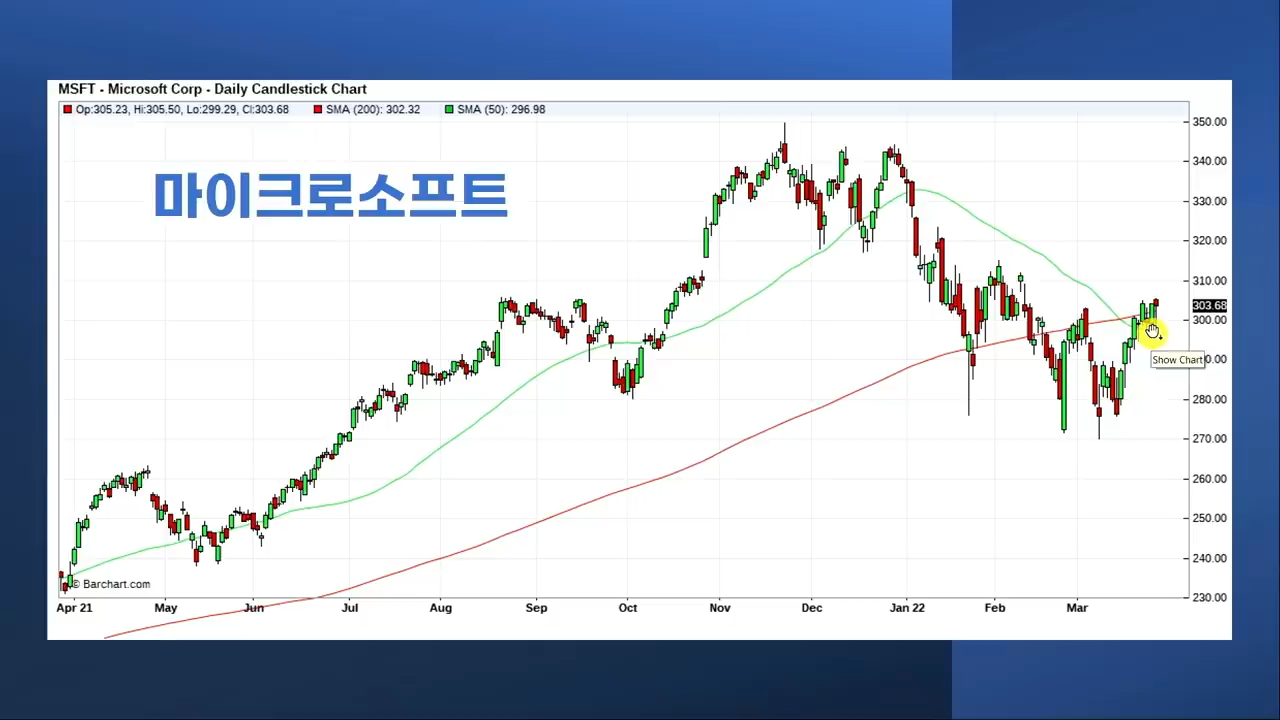 MSFT - Microsoft Corp - Daily Candlestick Chart
Op:305.23, Hi:305.50, Lo:299.29, Cl:303.68 SMA (200): 302.32 SMA (50): 296.98
마이크로소프트
350.00
340.00
330.00
320.00
310.00
303.68
300.00
Show Chart
280.00
270.00
260.00
250.00
240.00
230.00
© Barchart.com
Apr 21 May Jun Jul Aug Sep Oct Nov Dec Jan 22 Feb Mar